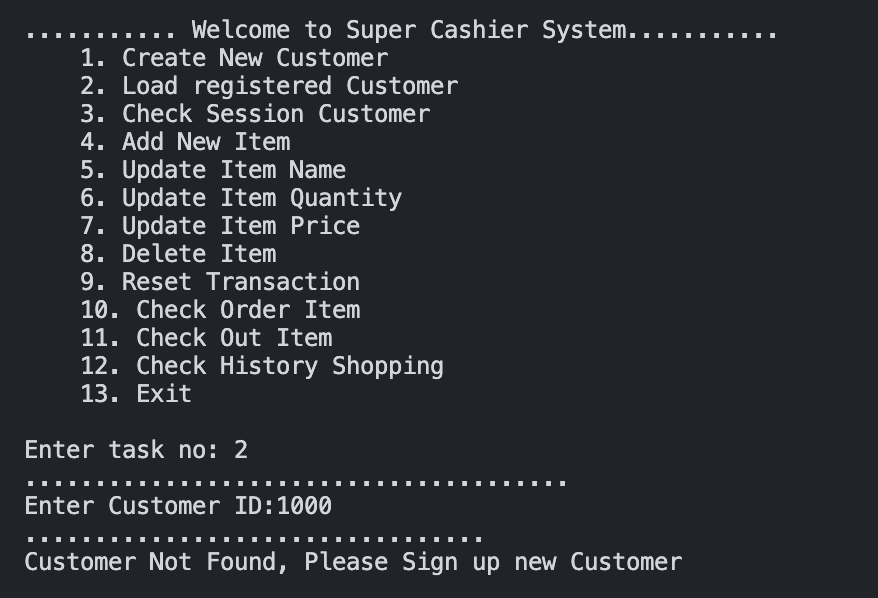 ........... Welcome to Super Cashier System...........
1. Create New Customer
2. Load registered Customer
3. Check Session Customer
4. Add New Item
5. Update Item Name
6. Update Item Quantity
7. Update Item Price
8. Delete Item
9. Reset Transaction
10. Check Order Item
11. Check Out Item
12. Check History Shopping
13. Exit
Enter task no: 2
.......................................
Enter Customer ID:1000
.................................
Customer Not Found, Please Sign up new Customer